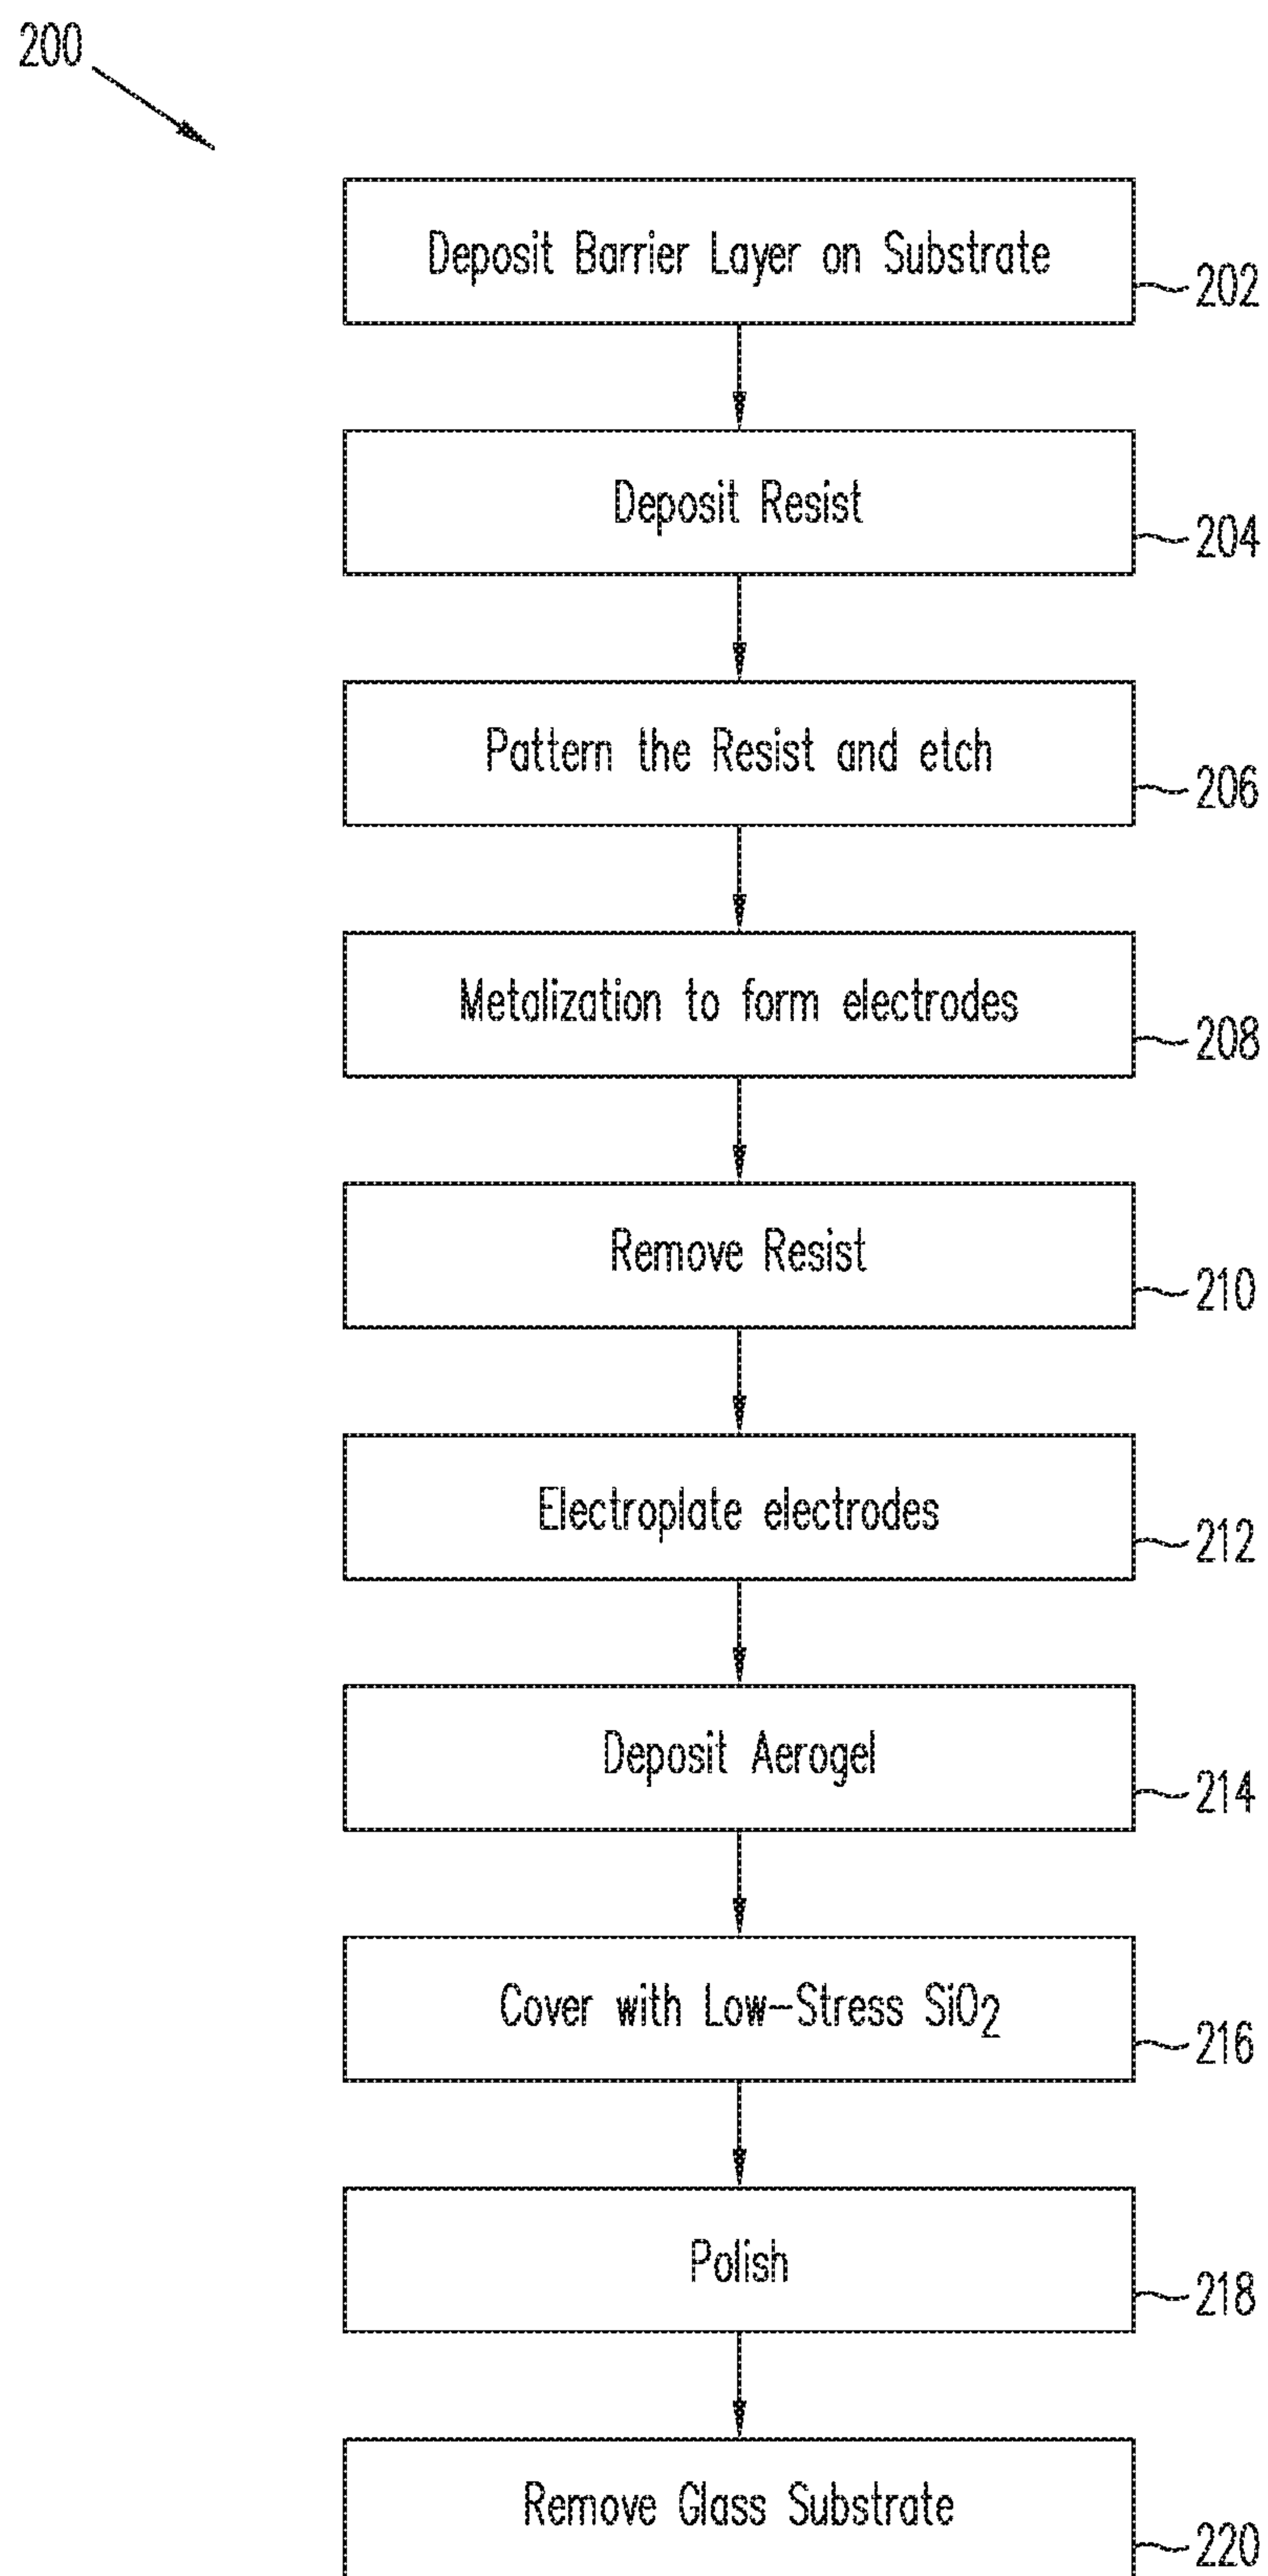 200
Deposit Barrier Layer on Substrate
202
Deposit Resist
204
Pattern the Resist and etch
206
Metalization to form electrodes
208
Remove Resist
210
Electroplate electrodes
212
Deposit Aerogel
214
Cover with Low-Stress SiO₂
216
Polish
218
Remove Glass Substrate
220